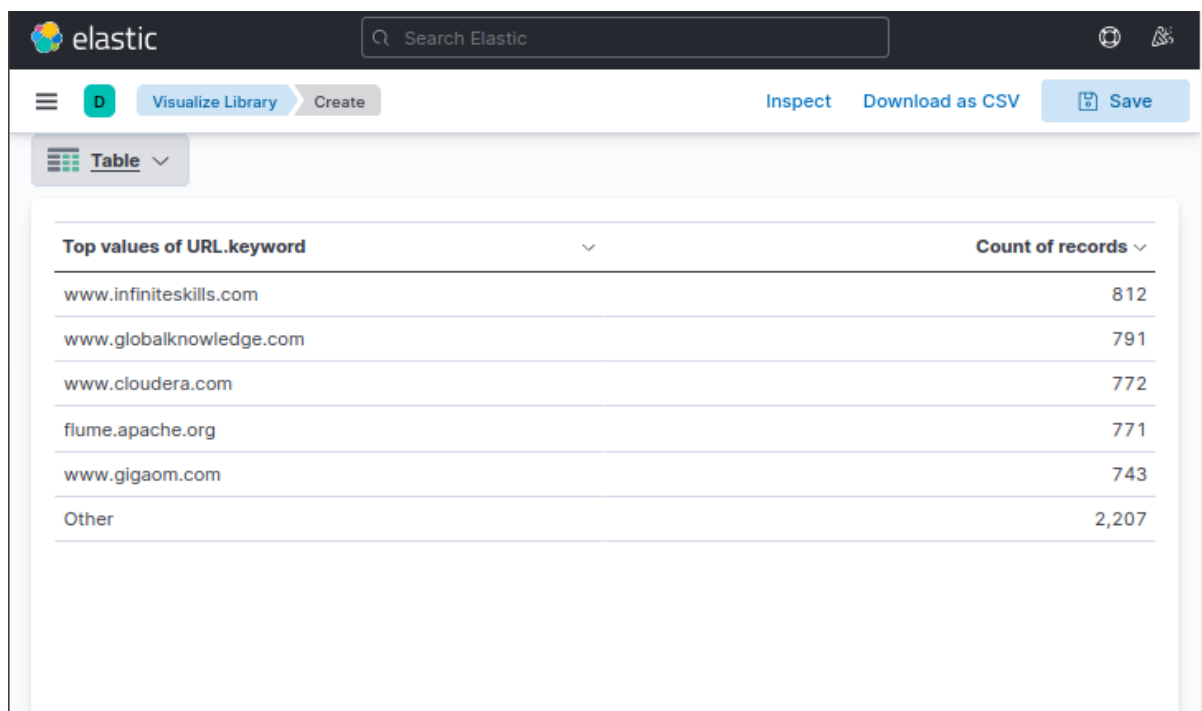 elastic Search Elastic
D Visualize Library Create Inspect Download as CSV Save
Table
Top values of URL.keyword Count of records
www.infiniteskills.com 812
www.globalknowledge.com 791
www.cloudera.com 772
flume.apache.org 771
www.gigaom.com 743
Other 2,207